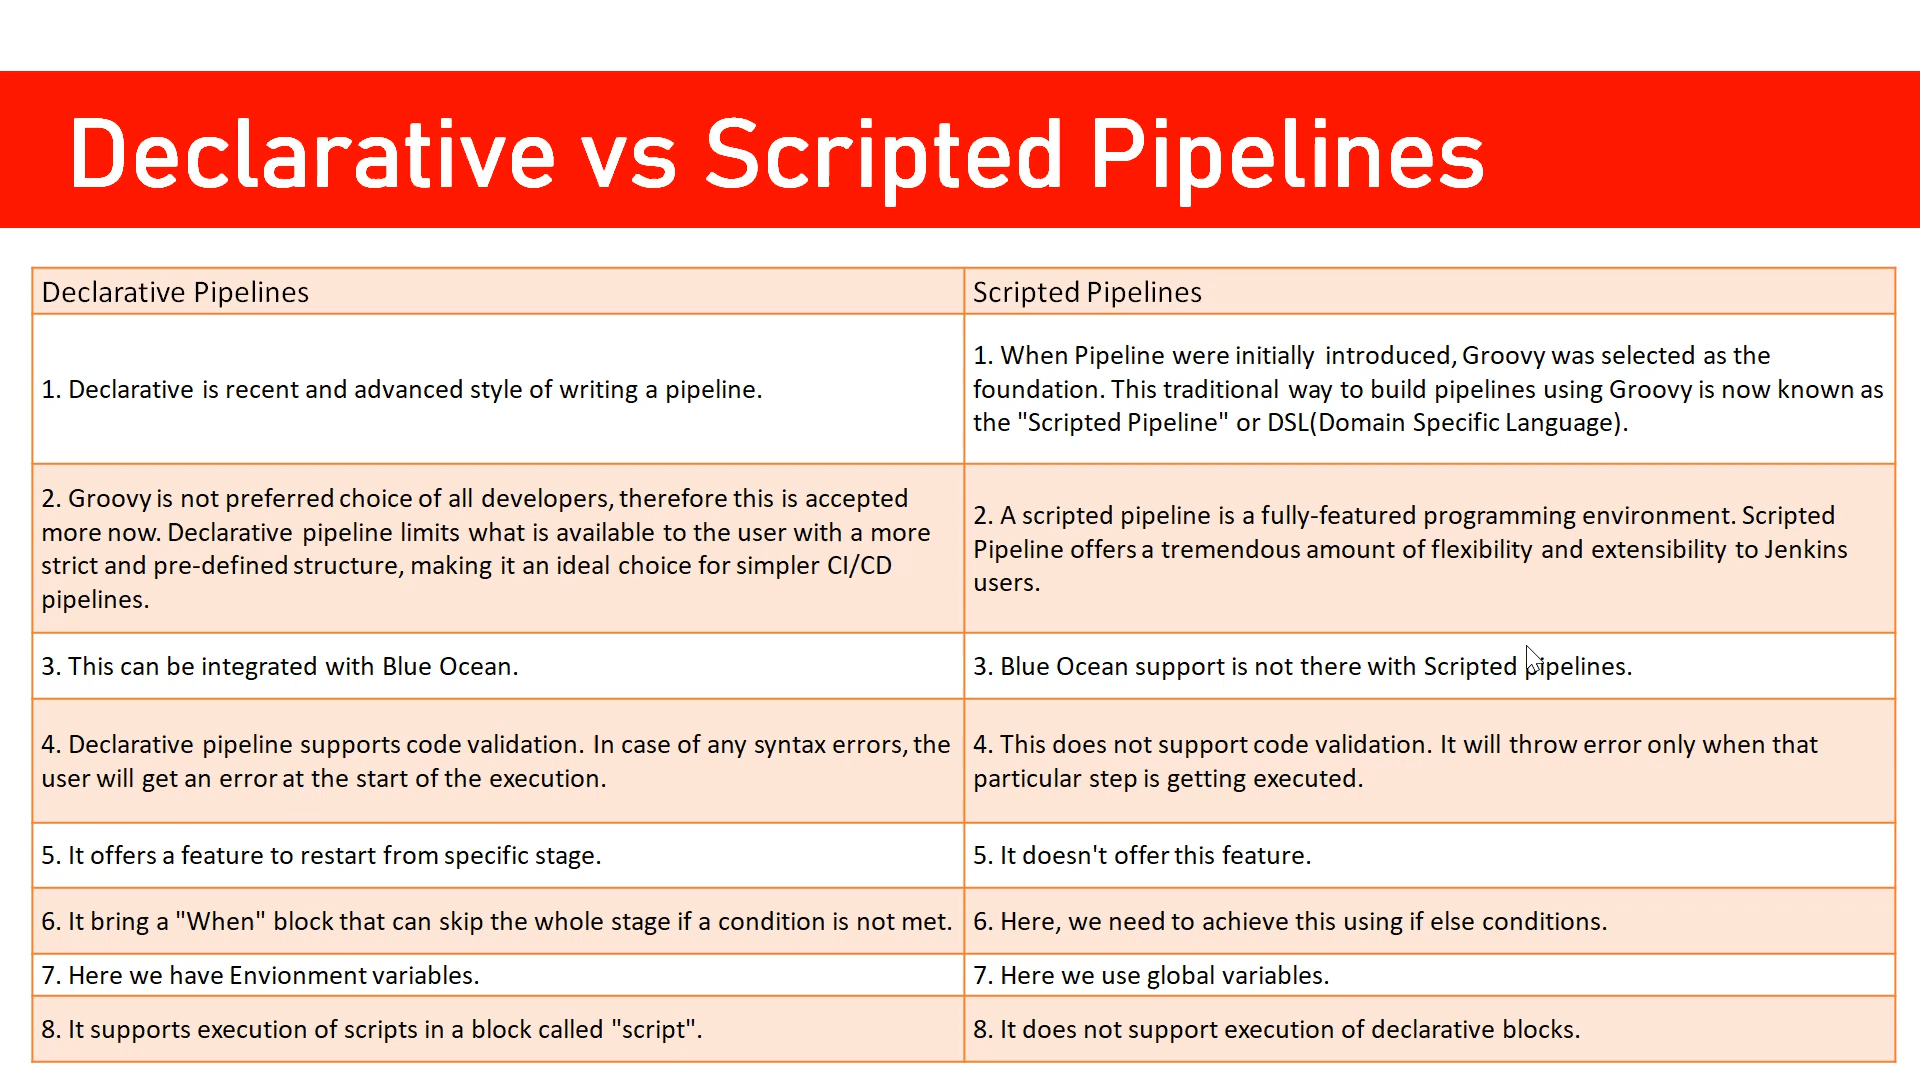 Declarative vs Scripted Pipelines
Declarative Pipelines
Scripted Pipelines
1. Declarative is recent and advanced style of writing a pipeline.
1. When Pipeline were initially introduced, Groovy was selected as the
foundation. This traditional way to build pipelines using Groovy is now known as
the "Scripted Pipeline" or DSL(Domain Specific Language).
2. Groovy is not preferred choice of all developers, therefore this is accepted
more now. Declarative pipeline limits what is available to the user with a more
strict and pre-defined structure, making it an ideal choice for simpler CI/CD
pipelines.
2. A scripted pipeline is a fully-featured programming environment. Scripted
Pipeline offers a tremendous amount of flexibility and extensibility to Jenkins
users.
3. This can be integrated with Blue Ocean.
3. Blue Ocean support is not there with Scripted pipelines.
4. Declarative pipeline supports code validation. In case of any syntax errors, the
user will get an error at the start of the execution.
4. This does not support code validation. It will throw error only when that
particular step is getting executed.
5. It offers a feature to restart from specific stage.
5. It doesn't offer this feature.
6. It bring a "When" block that can skip the whole stage if a condition is not met.
6. Here, we need to achieve this using if else conditions.
7. Here we have Envionment variables.
7. Here we use global variables.
8. It supports execution of scripts in a block called "script".
8. It does not support execution of declarative blocks.